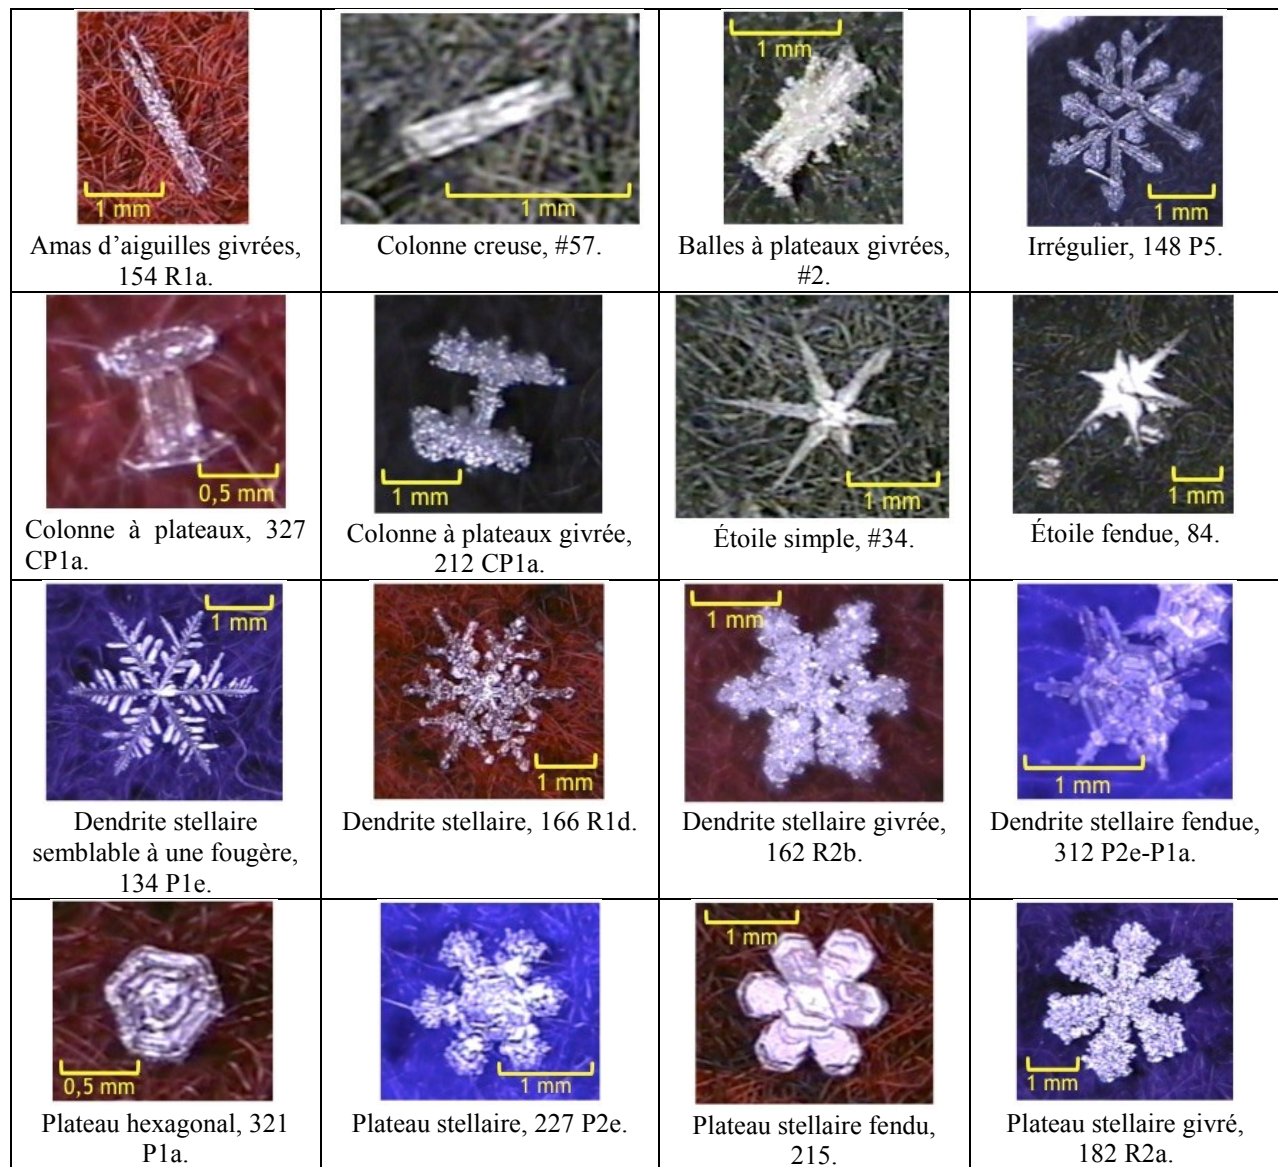 1 mm
Amas d'aiguilles givrées,
154 R1a.
1 mm
Colonne creuse, #57.
1 mm
Balles à plateaux givrées,
#2.
1 mm
Irrégulier, 148 P5.
0,5 mm
Colonne à plateaux, 327
CP1a.
1 mm
Colonne à plateaux givrée,
212 CP1a.
1 mm
Étoile simple, #34.
1 mm
Étoile fendue, 84.
1 mm
Dendrite stellaire
semblable à une fougère,
134 P1e.
1 mm
Dendrite stellaire, 166 R1d.
1 mm
Dendrite stellaire givrée,
162 R2b.
1 mm
Dendrite stellaire fendue,
312 P2e-P1a.
0,5 mm
Plateau hexagonal, 321
P1a.
1 mm
Plateau stellaire, 227 P2e.
1 mm
Plateau stellaire fendu,
215.
1 mm
Plateau stellaire givré,
182 R2a.